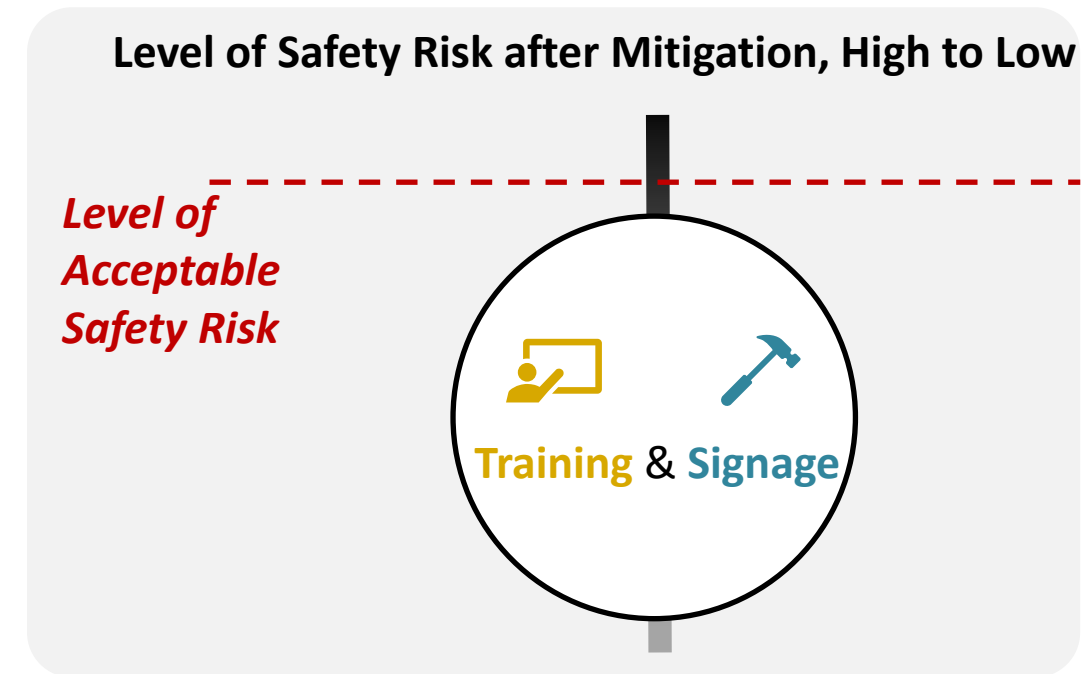 Level of Safety Risk after Mitigation, High to Low
Level of
Acceptable
Safety Risk
Training & Signage